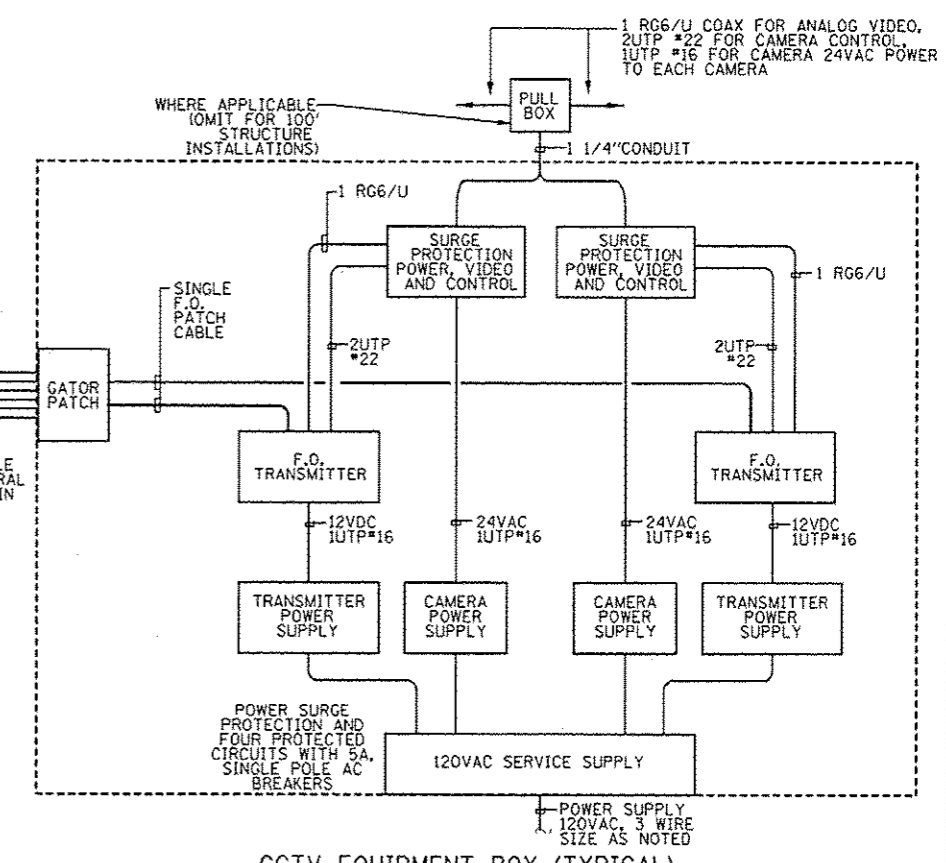 1 RG6/U COAX FOR ANALOG VIDEO,
2UTP #22 FOR CAMERA CONTROL,
1UTP #16 FOR CAMERA 24VAC POWER
TO EACH CAMERA
PULL
BOX
WHERE APPLICABLE
(OMIT FOR 100'
STRUCTURE
INSTALLATIONS)
1 1/4"CONDUIT
1 RG6/U
SURGE
PROTECTION
POWER, VIDEO
AND CONTROL
SURGE
PROTECTION
POWER, VIDEO
AND CONTROL
1 RG6/U
SINGLE
F.O.
PATCH
CABLE
2UTP
#22
2UTP
#22
GATOR
PATCH
LE
RAL
IN
F.O.
TRANSMITTER
F.O.
TRANSMITTER
12VDC
1UTP#16
24VAC
1UTP#16
24VAC
1UTP#16
12VDC
1UTP#16
TRANSMITTER
POWER
SUPPLY
CAMERA
POWER
SUPPLY
CAMERA
POWER
SUPPLY
TRANSMITTER
POWER
SUPPLY
POWER SURGE
PROTECTION AND
FOUR PROTECTED
CIRCUITS WITH 5A,
SINGLE POLE AC
BREAKERS
120VAC SERVICE SUPPLY
POWER SUPPLY
120VAC, 3 WIRE
SIZE AS NOTED
CCTV EQUIPMENT BOX (TYPICAL)